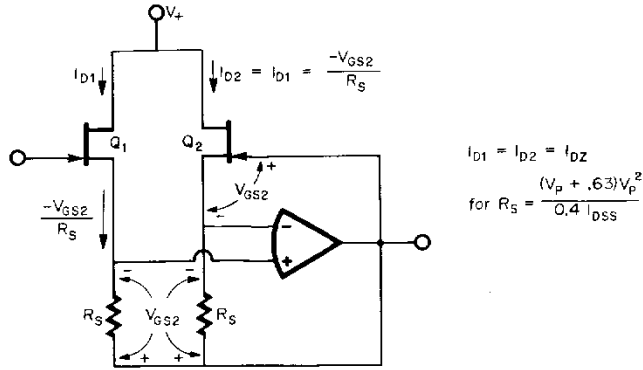 V+
ID1
ID2 = ID1 = -VGS2 / RS
Q1
Q2
+
VGS2
-
-VGS2 / RS
-
+
ID1 = ID2 = IDZ
for RS = (VP + .63)VP² / 0.4 IDSS
- -
RS VGS2 RS
+ +